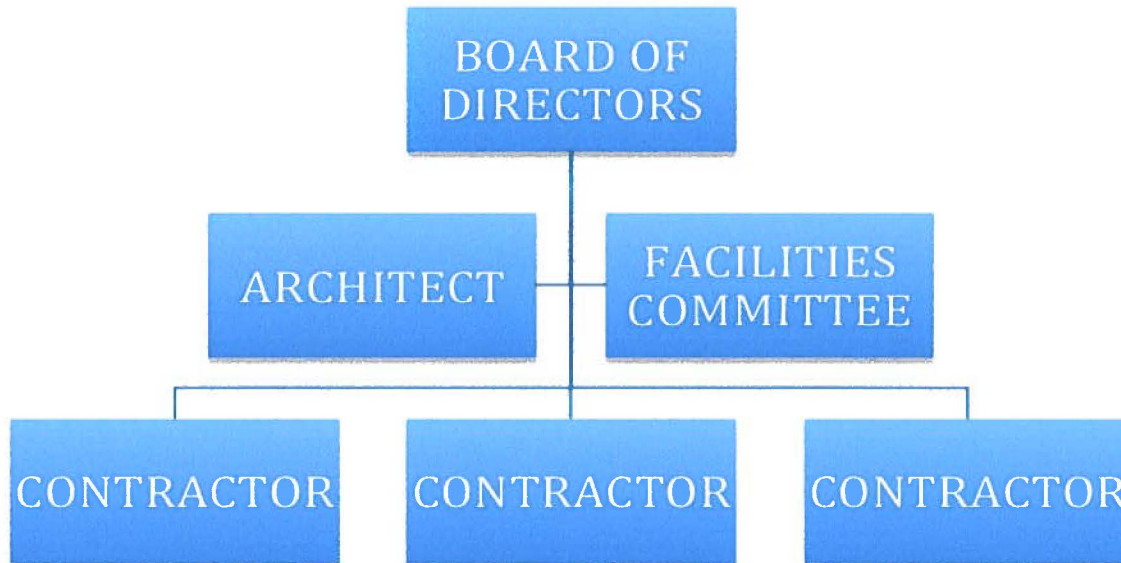 BOARD OF
DIRECTORS
ARCHITECT
FACILITIES
COMMITTEE
CONTRACTOR
CONTRACTOR
CONTRACTOR